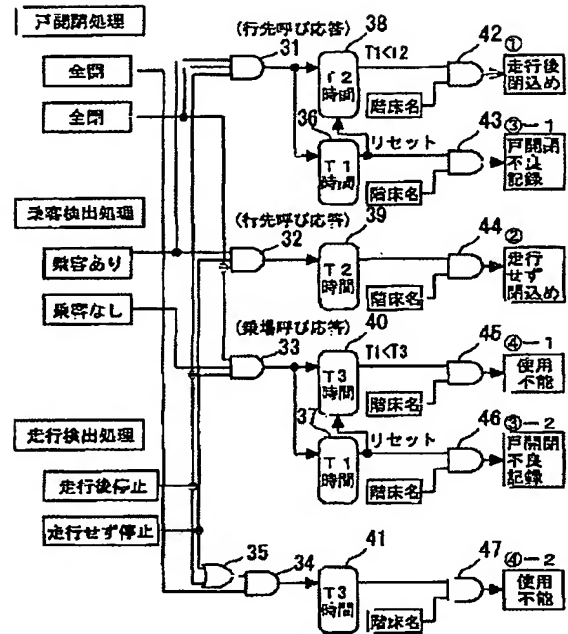 戸開閉処理
全開
全閉
乗客検出処理
乗客あり
乗客なし
走行検出処理
走行後停止
走行せず停止
(行先呼び応答)
31
38
T2
時間
T1<T2
42
①
走行後
閉込め
階床名
36
T1
時間
リセット
43
③-1
戸開閉
不良
記録
階床名
(行先呼び応答)
32
39
T2
時間
44
②
走行
せず
閉込め
階床名
(乗場呼び応答)
33
40
T3
時間
T1<T3
45
④-1
使用
不能
階床名
37
T1
時間
リセット
46
③-2
戸開閉
不良
記録
階床名
35
34
41
T3
時間
47
④-2
使用
不能
階床名